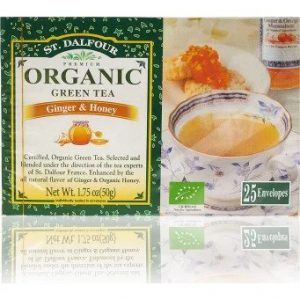 ST. DALFOUR
PREMIUM
ORGANIC
GREEN TEA
Ginger & Honey
Certified, Organic Green Tea. Selected and
Blended under the direction of the tea experts
of St. Dalfour France. Enhanced by the
all natural flavor of Ginger & Organic Honey.
Net Wt. 1.75 oz(50g)
25 Envelopes